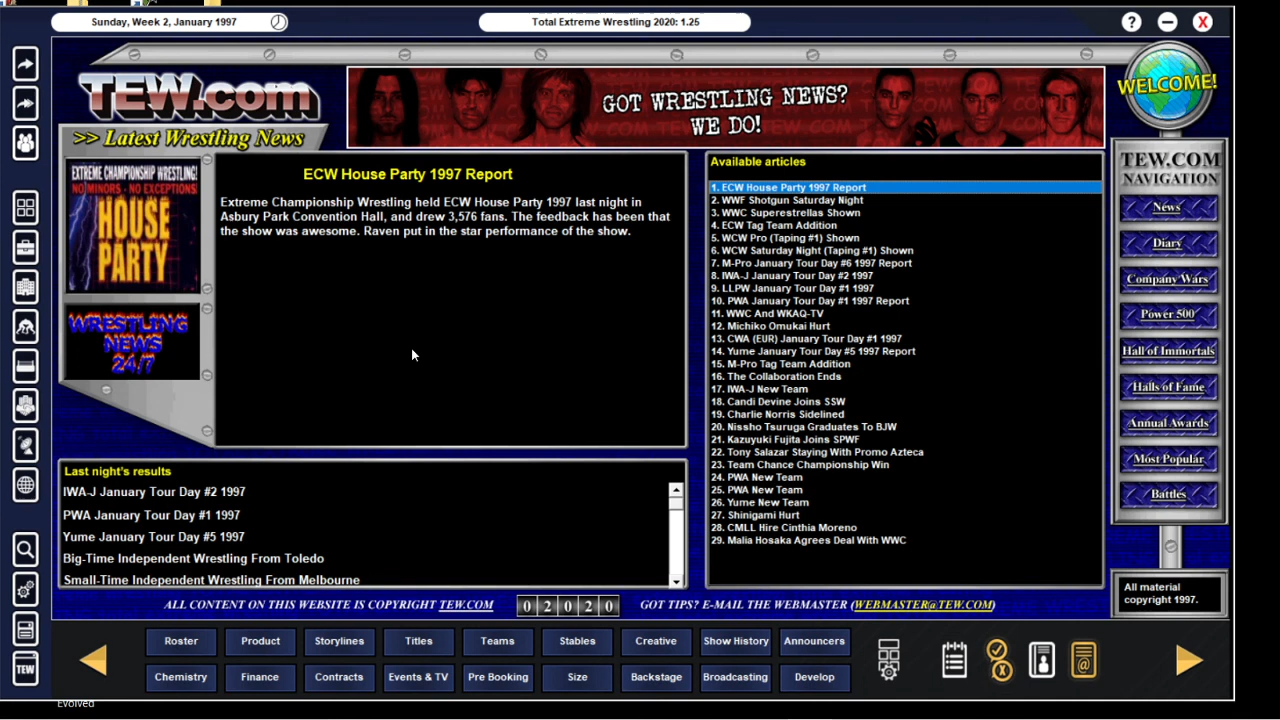 Sunday, Week 2, January 1997
Total Extreme Wrestling 2020: 1.25
?
X
TEW.com
>> Latest Wrestling News
GOT WRESTLING NEWS?
WE DO!
WELCOME!
EXTREME CHAMPIONSHIP WRESTLING!
NO MINORS - NO EXCEPTIONS
HOUSE
PARTY
WRESTLING
NEWS
24/7
ECW House Party 1997 Report
Extreme Championship Wrestling held ECW House Party 1997 last night in
Asbury Park Convention Hall, and drew 3,576 fans. The feedback has been that
the show was awesome. Raven put in the star performance of the show.
Available articles
1. ECW House Party 1997 Report
2. WWF Shotgun Saturday Night
3. WWC Superestrellas Shown
4. ECW Tag Team Addition
5. WCW Pro (Taping #1) Shown
6. WCW Saturday Night (Taping #1) Shown
7. M-Pro January Tour Day #6 1997 Report
8. IWA-J January Tour Day #2 1997
9. LLPW January Tour Day #1 1997
10. PWA January Tour Day #1 1997 Report
11. WWC And WKAQ-TV
12. Michiko Omukai Hurt
13. CWA (EUR) January Tour Day #1 1997
14. Yume January Tour Day #5 1997 Report
15. M-Pro Tag Team Addition
16. The Collaboration Ends
17. IWA-J New Team
18. Candi Devine Joins SSW
19. Charlie Norris Sidelined
20. Nissho Tsuruga Graduates To BJW
21. Kazuyuki Fujita Joins SPWF
22. Tony Salazar Staying With Promo Azteca
23. Team Chance Championship Win
24. PWA New Team
25. PWA New Team
26. Yume New Team
27. Shinigami Hurt
28. CMLL Hire Cinthia Moreno
29. Malia Hosaka Agrees Deal With WWC
TEW.COM
NAVIGATION
News
Diary
Company Wars
Power 500
Hall of Immortals
Halls of Fame
Annual Awards
Most Popular
Battles
All material
copyright 1997.
Last night's results
IWA-J January Tour Day #2 1997
PWA January Tour Day #1 1997
Yume January Tour Day #5 1997
Big-Time Independent Wrestling From Toledo
Small-Time Independent Wrestling From Melbourne
ALL CONTENT ON THIS WEBSITE IS COPYRIGHT TEW.COM
0 2 0 2 0
GOT TIPS? E-MAIL THE WEBMASTER (WEBMASTER@TEW.COM)
TEW
Roster
Product
Storylines
Titles
Teams
Stables
Creative
Show History
Announcers
Chemistry
Finance
Contracts
Events & TV
Pre Booking
Size
Backstage
Broadcasting
Develop
Evolved